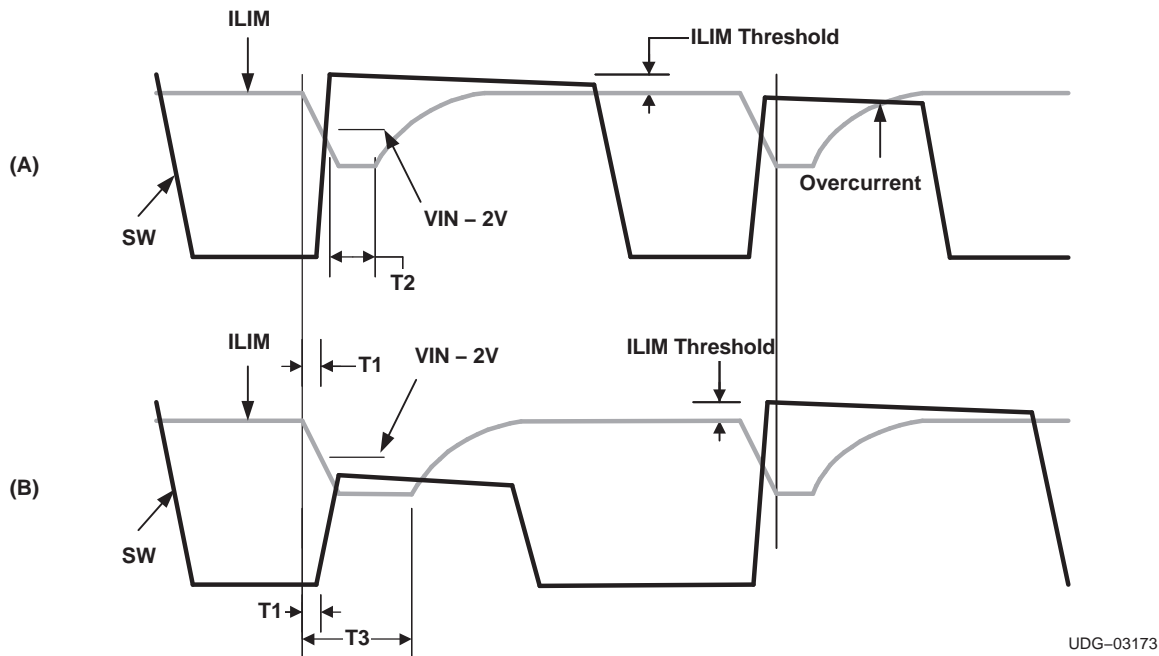 ILIM
ILIM Threshold
(A)
Overcurrent
VIN – 2V
SW
T2
ILIM
T1
VIN – 2V
ILIM Threshold
(B)
SW
T1
T3
UDG–03173